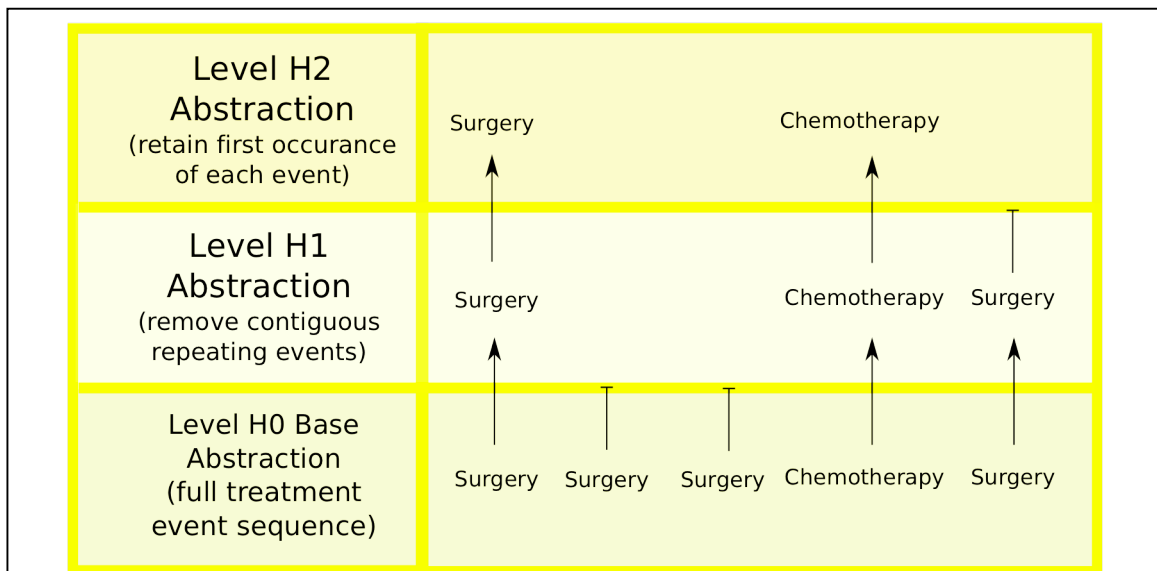 Level H2
Abstraction
(retain first occurance
of each event)
Surgery
Chemotherapy
Level H1
Abstraction
(remove contiguous
repeating events)
Surgery
Chemotherapy
Surgery
Level H0 Base
Abstraction
(full treatment
event sequence)
Surgery
Surgery
Surgery
Chemotherapy
Surgery